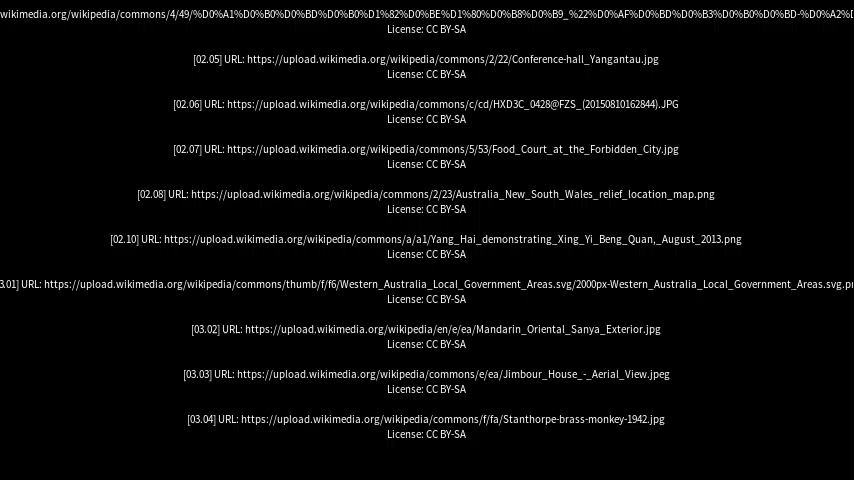 wikimedia.org/wikipedia/commons/4/49/%D0%A1%D0%B0%D0%BD%D0%B0%D1%82%D0%BE%D1%80%D0%B8%D0%B9_%22%D0%AF%D0%BD%D0%B3%D0%B0%D0%BD-%D0%A2%D
License: CC BY-SA
[02.05] URL: https://upload.wikimedia.org/wikipedia/commons/2/22/Conference-hall_Yangantau.jpg
License: CC BY-SA
[02.06] URL: https://upload.wikimedia.org/wikipedia/commons/c/cd/HXD3C_0428@FZS_(20150810162844).JPG
License: CC BY-SA
[02.07] URL: https://upload.wikimedia.org/wikipedia/commons/5/53/Food_Court_at_the_Forbidden_City.jpg
License: CC BY-SA
[02.08] URL: https://upload.wikimedia.org/wikipedia/commons/2/23/Australia_New_South_Wales_relief_location_map.png
License: CC BY-SA
[02.10] URL: https://upload.wikimedia.org/wikipedia/commons/a/a1/Yang_Hai_demonstrating_Xing_Yi_Beng_Quan,_August_2013.png
License: CC BY-SA
3.01] URL: https://upload.wikimedia.org/wikipedia/commons/thumb/f/f6/Western_Australia_Local_Government_Areas.svg/2000px-Western_Australia_Local_Government_Areas.svg.pn
License: CC BY-SA
[03.02] URL: https://upload.wikimedia.org/wikipedia/en/e/ea/Mandarin_Oriental_Sanya_Exterior.jpg
License: CC BY-SA
[03.03] URL: https://upload.wikimedia.org/wikipedia/commons/e/ea/Jimbour_House_-_Aerial_View.jpeg
License: CC BY-SA
[03.04] URL: https://upload.wikimedia.org/wikipedia/commons/f/fa/Stanthorpe-brass-monkey-1942.jpg
License: CC BY-SA